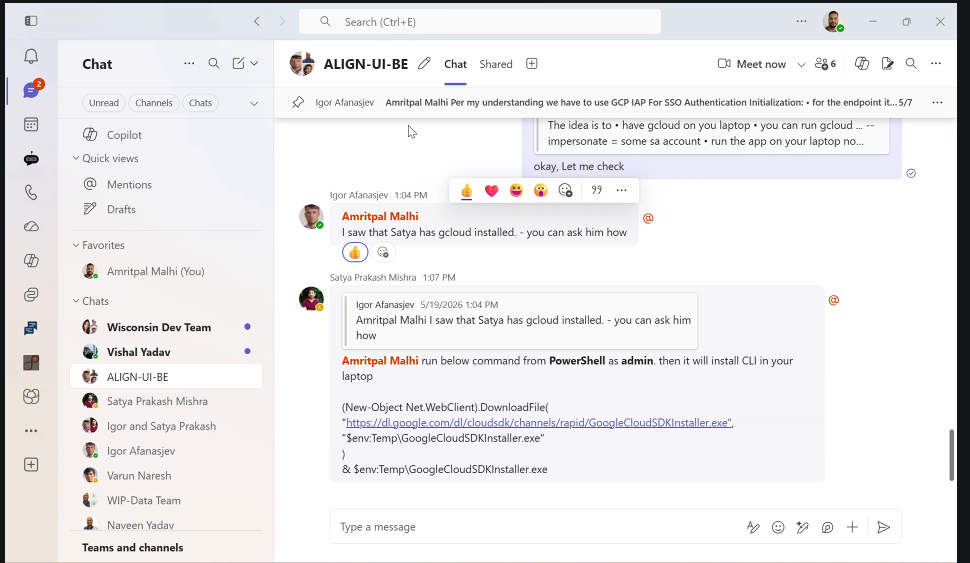 Search (Ctrl+E)
Chat
Unread
Channels
Chats
Copilot
Quick views
Mentions
Drafts
Favorites
Amritpal Malhi (You)
Chats
Wisconsin Dev Team
Vishal Yadav
ALIGN-UI-BE
Satya Prakash Mishra
Igor and Satya Prakash
Igor Afanasjev
Varun Naresh
WIP-Data Team
Naveen Yadav
Teams and channels
2
ALIGN-UI-BE
Chat
Shared
Meet now
6
Igor Afanasjev Amritpal Malhi Per my understanding we have to use GCP IAP For SSO Authentication Initialization: • for the endpoint it... 5/7
The idea is to • have gcloud on you laptop • you can run gcloud ... --
impersonate = some sa account • run the app on your laptop no...
okay, Let me check
Igor Afanasjev 1:04 PM
Amritpal Malhi
I saw that Satya has gcloud installed. - you can ask him how
Satya Prakash Mishra 1:07 PM
Igor Afanasjev 5/19/2026 1:04 PM
Amritpal Malhi I saw that Satya has gcloud installed. - you can ask him
how
Amritpal Malhi run below command from PowerShell as admin. then it will install CLI in your
laptop
(New-Object Net.WebClient).DownloadFile(
"https://dl.google.com/dl/cloudsdk/channels/rapid/GoogleCloudSDKInstaller.exe",
"$env:Temp\GoogleCloudSDKInstaller.exe"
)
& $env:Temp\GoogleCloudSDKInstaller.exe
Type a message